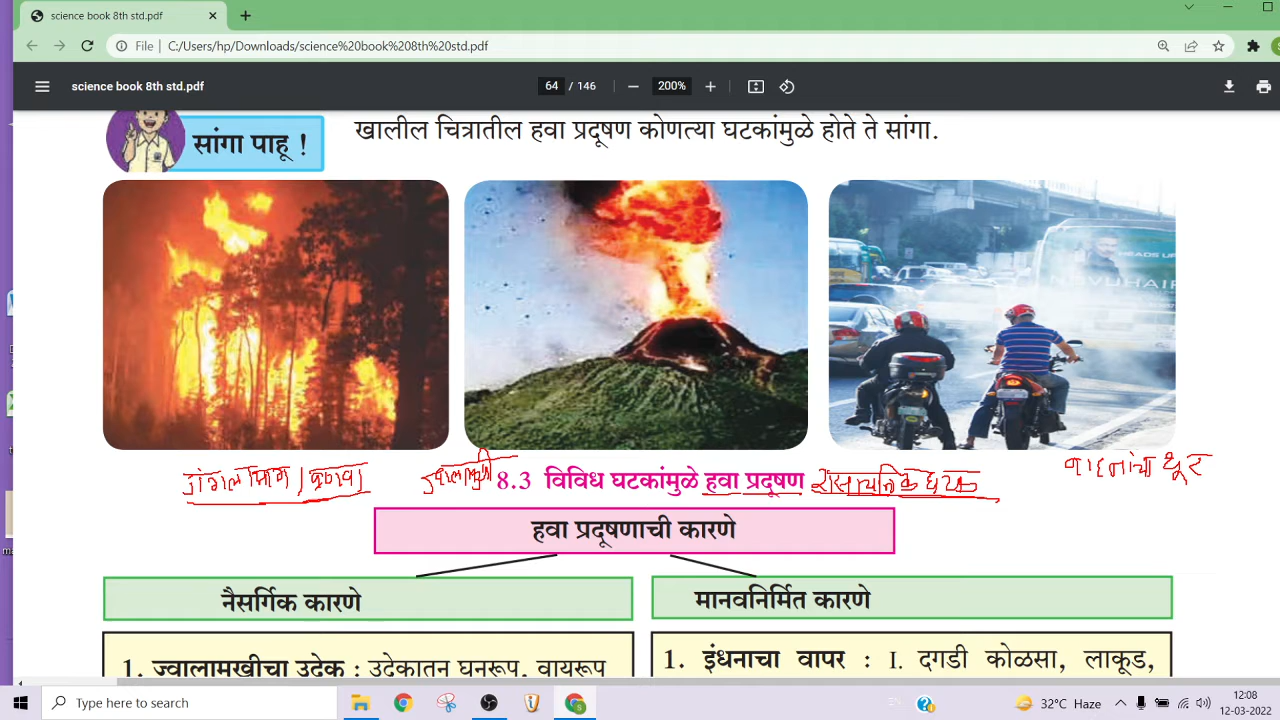 science book 8th std.pdf
File C:/Users/hp/Downloads/science%20book%208th%20std.pdf
science book 8th std.pdf 64 / 146 200%
सांगा पाहू !
खालील चित्रातील हवा प्रदूषण कोणत्या घटकांमुळे होते ते सांगा.
HEADS UP
NOVUHAIR
जंगल आग / वणवा
ज्वालामुखी
8.3 विविध घटकांमुळे हवा प्रदूषण
रासायनिक घटक
वाहनांचा धूर
हवा प्रदूषणाची कारणे
नैसर्गिक कारणे
मानवनिर्मित कारणे
1. ज्वालामुखीचा उद्रेक : उद्रेकातून घनरूप, वायुरूप
1. इंधनाचा वापर : I. दगडी कोळसा, लाकूड,
Type here to search
32°C Haze
12:08
12-03-2022